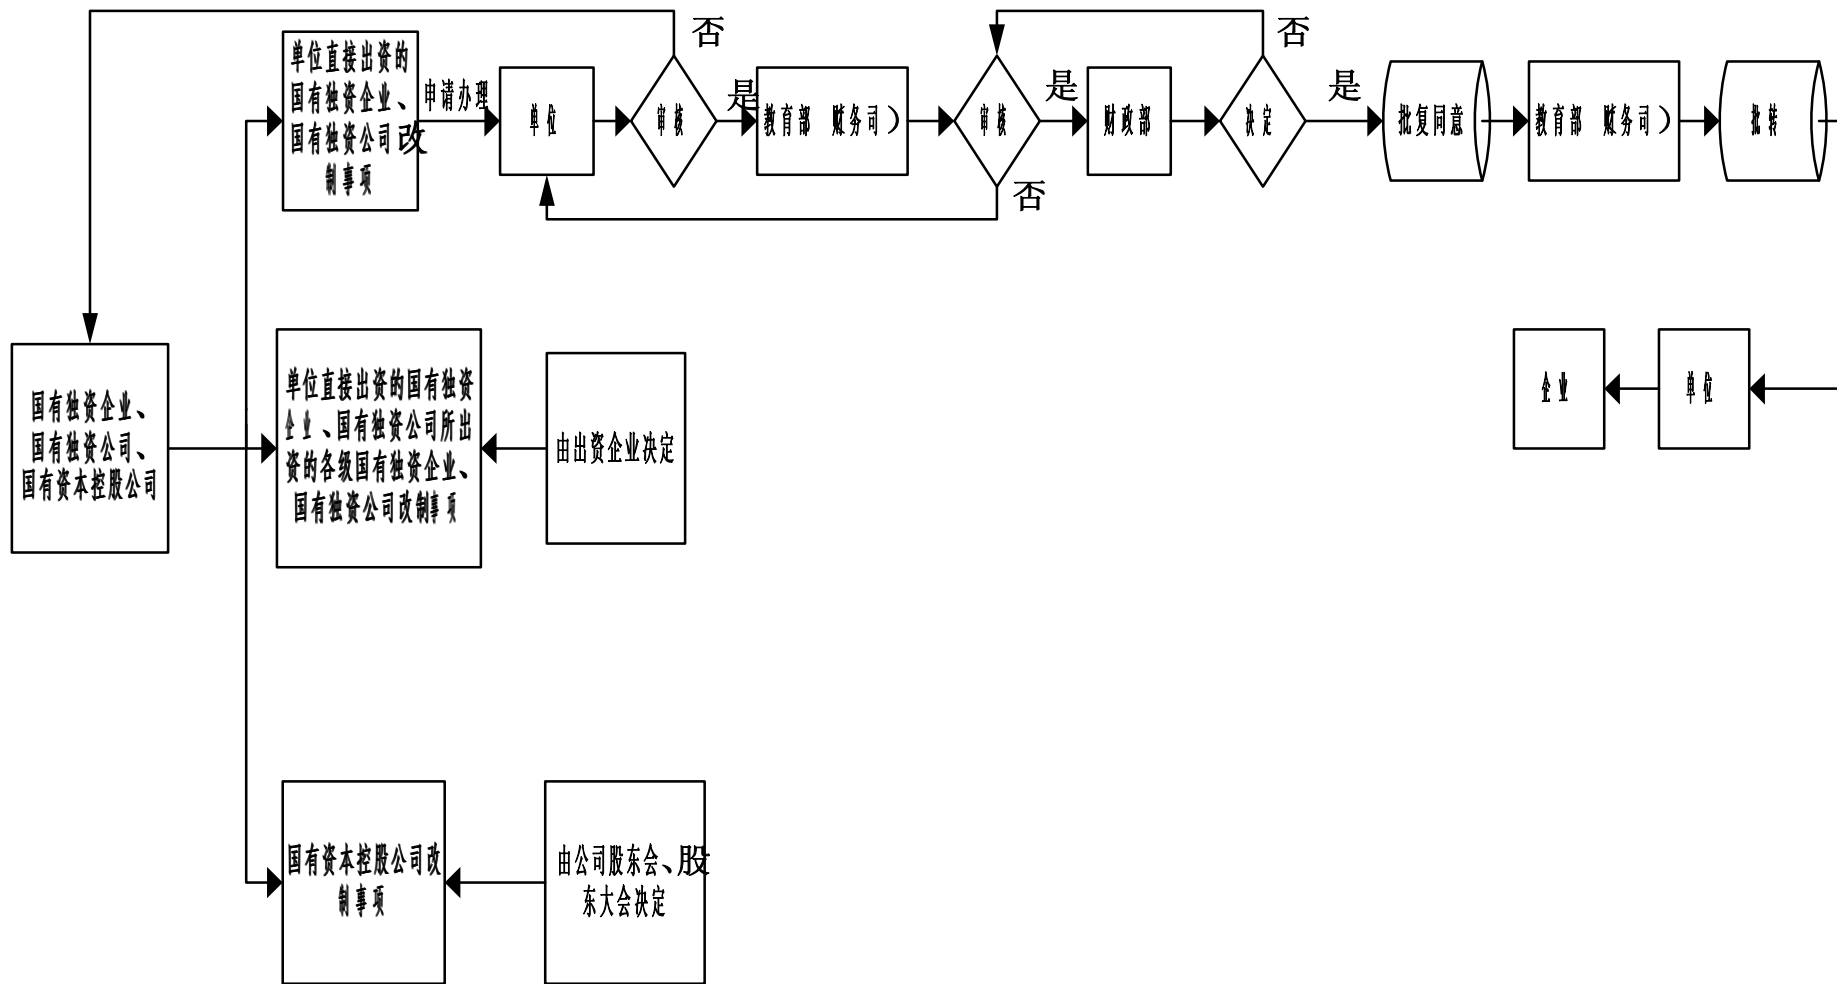 否
否
单位直接出资的
国有独资企业、
国有独资公司改
制事项
申请办理
单位
审核
是
教育部 财务司）
审核
是
财政部
决定
是
批复同意
教育部 财务司）
批转
否
国有独资企业、
国有独资公司、
国有资本控股公司
单位直接出资的国有独资
企业、国有独资公司所出
资的各级国有独资企业、
国有独资公司改制事项
由出资企业决定
企业
单位
国有资本控股公司改
制事项
由公司股东会、股
东大会决定